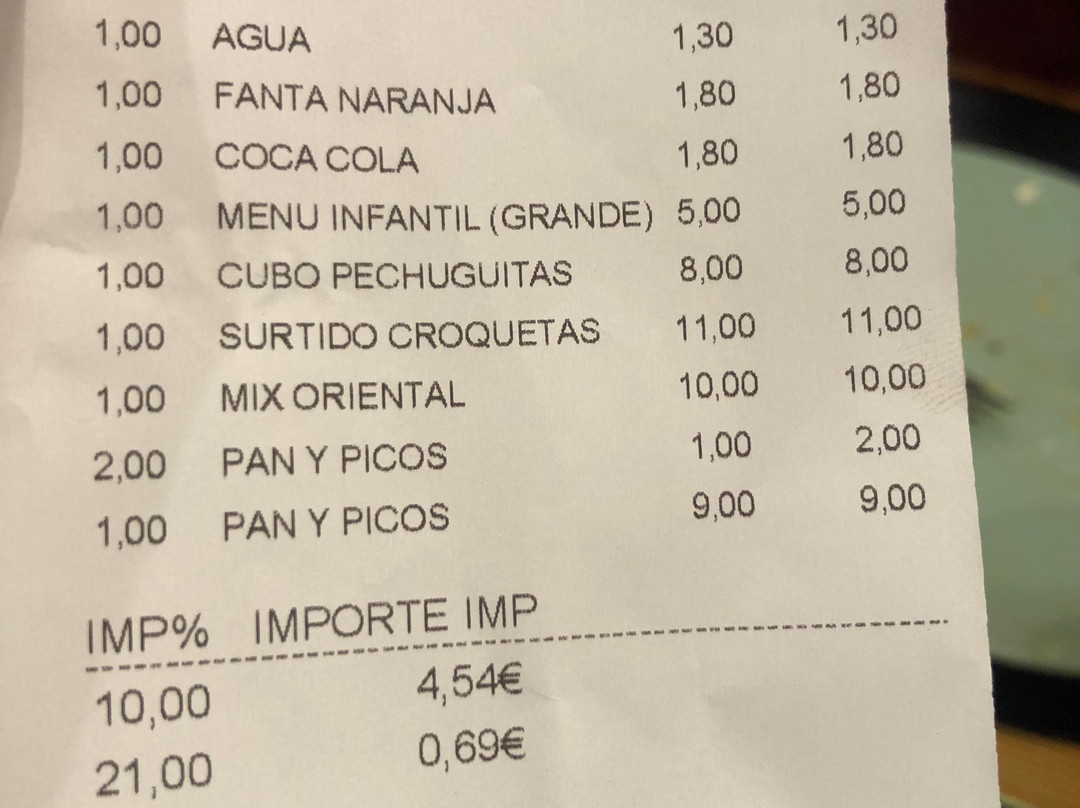 1,00 AGUA 1,30 1,30
1,00 FANTA NARANJA 1,80 1,80
1,00 COCA COLA 1,80 1,80
1,00 MENU INFANTIL (GRANDE) 5,00 5,00
1,00 CUBO PECHUGUITAS 8,00 8,00
1,00 SURTIDO CROQUETAS 11,00 11,00
1,00 MIX ORIENTAL 10,00 10,00
2,00 PAN Y PICOS 1,00 2,00
1,00 PAN Y PICOS 9,00 9,00
IMP% IMPORTE IMP
10,00 4,54€
21,00 0,69€